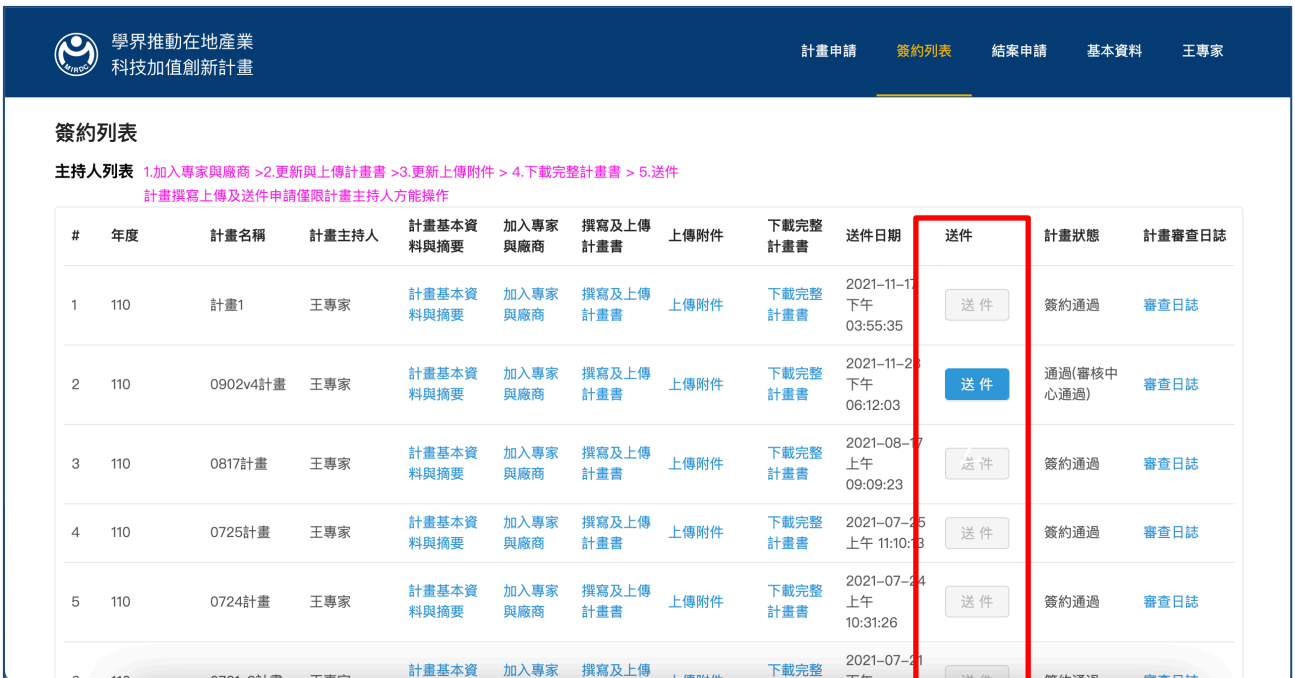 MIRDC
學界推動在地產業
科技加值創新計畫
計畫申請 簽約列表 結案申請 基本資料 王專家
簽約列表
主持人列表 1.加入專家與廠商 >2.更新與上傳計畫書 >3.更新上傳附件 > 4.下載完整計畫書 > 5.送件
計畫撰寫上傳及送件申請僅限計畫主持人方能操作
# 年度 計畫名稱 計畫主持人 計畫基本資 加入專家 撰寫及上傳 上傳附件 下載完整 送件日期 送件 計畫狀態 計畫審查日誌
料與摘要 與廠商 計畫書 計畫書
1 110 計畫1 王專家 計畫基本資 加入專家 撰寫及上傳 上傳附件 下載完整 2021-11-17 送 件 簽約通過 審查日誌
料與摘要 與廠商 計畫書 計畫書 下午
03:55:35
2 110 0902v4計畫 王專家 計畫基本資 加入專家 撰寫及上傳 上傳附件 下載完整 2021-11-23 送 件 通過(審核中 審查日誌
料與摘要 與廠商 計畫書 計畫書 下午 心通過)
06:12:03
3 110 0817計畫 王專家 計畫基本資 加入專家 撰寫及上傳 上傳附件 下載完整 2021-08-17 送 件 簽約通過 審查日誌
料與摘要 與廠商 計畫書 計畫書 上午
09:09:23
4 110 0725計畫 王專家 計畫基本資 加入專家 撰寫及上傳 上傳附件 下載完整 2021-07-25 送 件 簽約通過 審查日誌
料與摘要 與廠商 計畫書 計畫書 上午 11:10:13
5 110 0724計畫 王專家 計畫基本資 加入專家 撰寫及上傳 上傳附件 下載完整 2021-07-24 送 件 簽約通過 審查日誌
料與摘要 與廠商 計畫書 計畫書 上午
10:31:26
計畫基本資 加入專家 撰寫及上傳 下載完整 2021-07-21